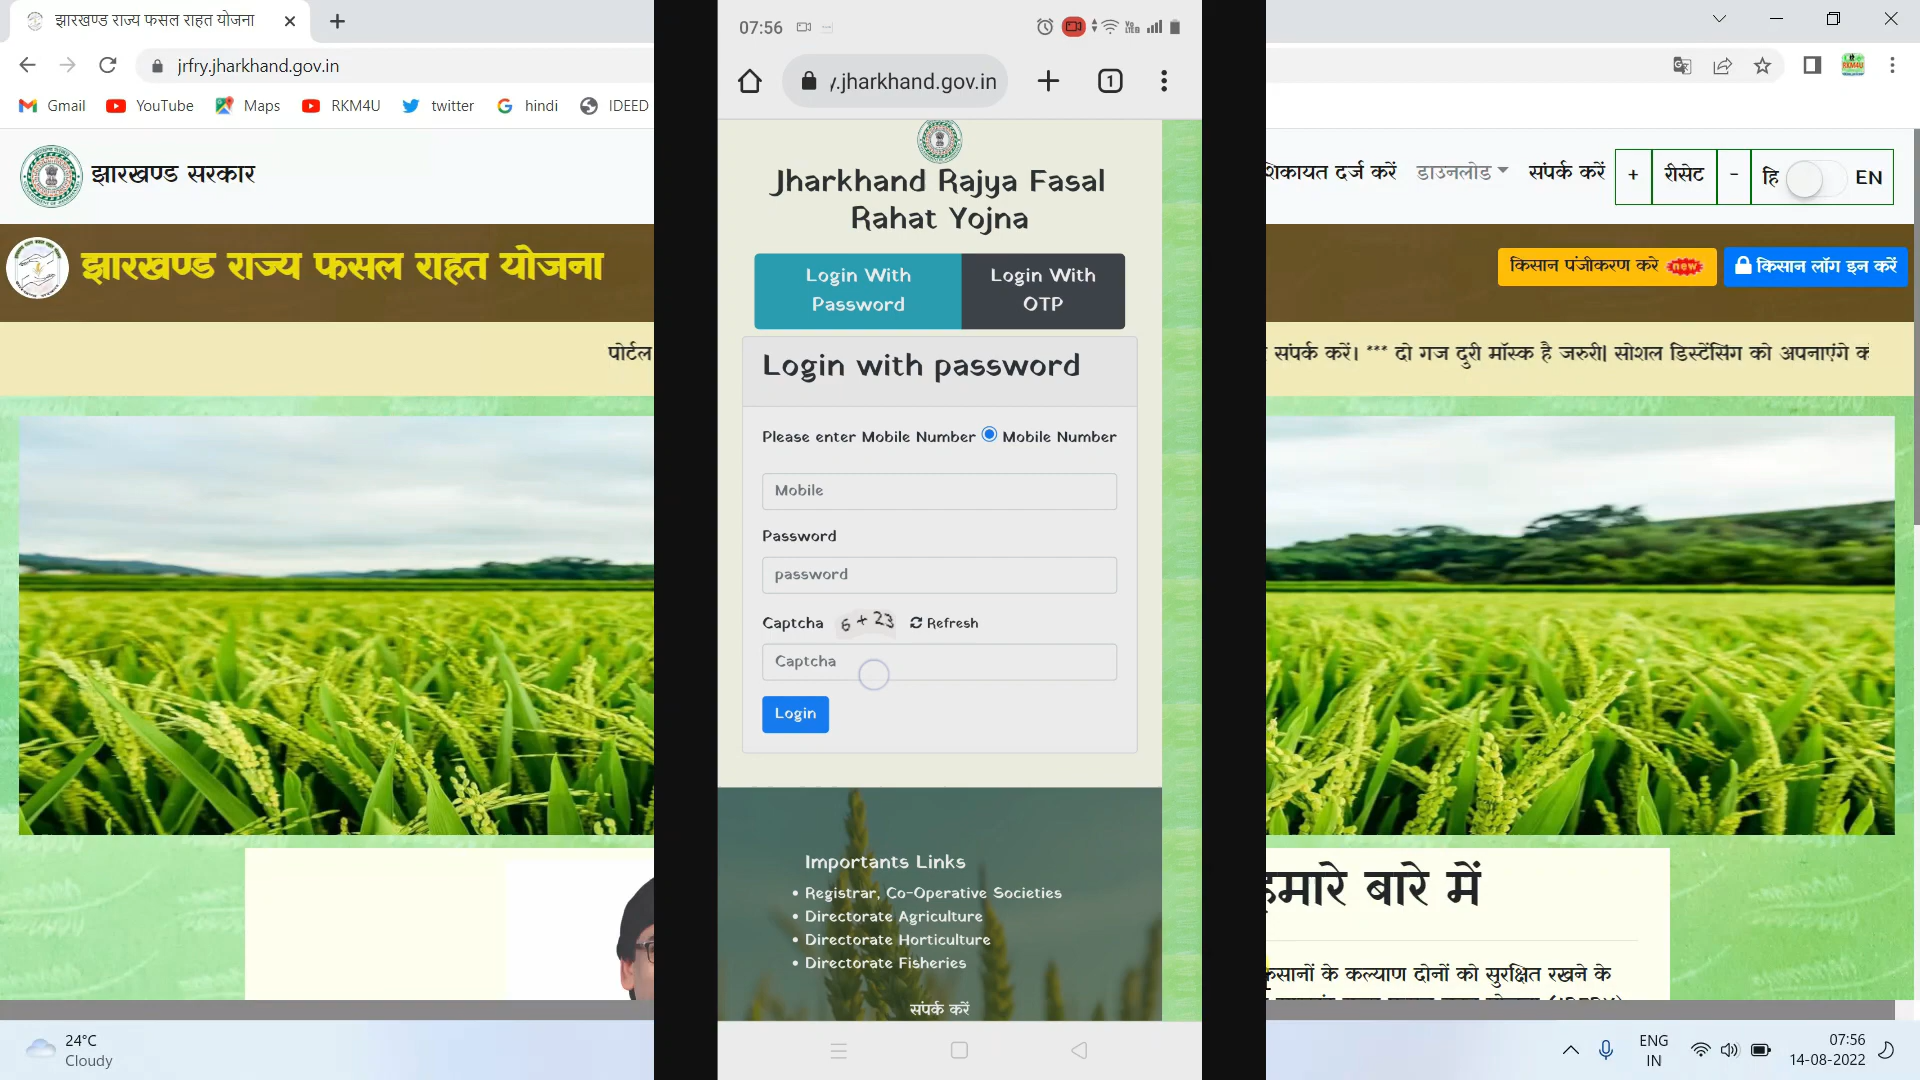 झारखण्ड राज्य फसल राहत योजना
jrfry.jharkhand.gov.in
Gmail YouTube Maps RKM4U twitter hindi IDEED
झारखण्ड सरकार
झारखण्ड राज्य फसल राहत योजना
पोर्टल
24°C
Cloudy
07:56
.jharkhand.gov.in
1
Jharkhand Rajya Fasal
Rahat Yojna
Login With
Password
Login With
OTP
Login with password
Please enter Mobile Number Mobile Number
Mobile
Password
password
Captcha 6 + 23 Refresh
Captcha
Login
Importants Links
Registrar, Co-Operative Societies
Directorate Agriculture
Directorate Horticulture
Directorate Fisheries
संपर्क करें
शिकायत दर्ज करें डाउनलोड संपर्क करें + रीसेट - हि EN
किसान पंजीकरण करे new किसान लॉग इन करें
संपर्क करें। *** दो गज दुरी मॉस्क है जरुरी| सोशल डिस्टेंसिंग को अपनाएंगे
हमारे बारे में
किसानों के कल्याण दोनों को सुरक्षित रखने के
ENG
IN
07:56
14-08-2022